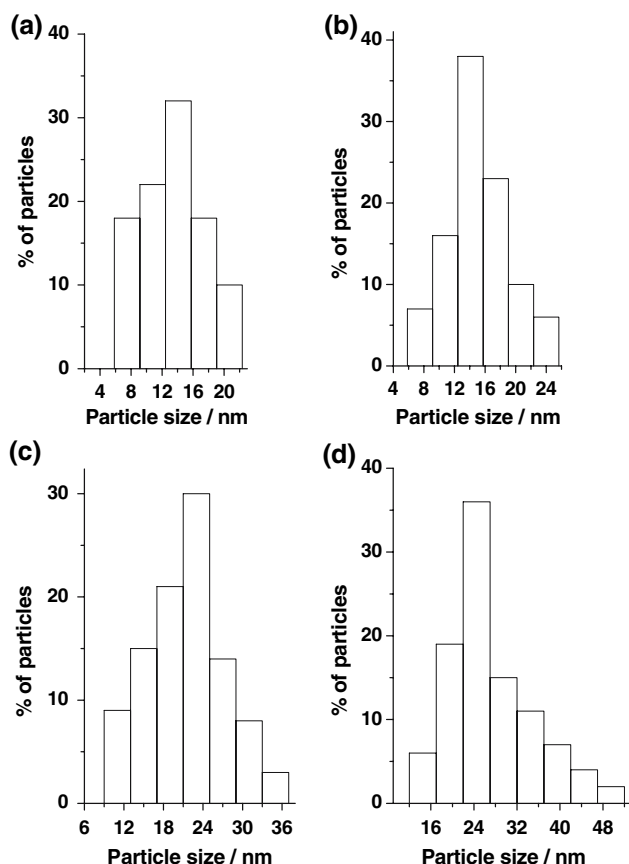 (a)
40
30
20
10
0
% of particles
4 8 12 16 20
Particle size / nm
(b)
40
30
20
10
0
% of particles
4 8 12 16 20 24
Particle size / nm
(c)
30
20
10
0
% of particles
6 12 18 24 30 36
Particle size / nm
(d)
40
30
20
10
0
% of particles
16 24 32 40 48
Particle size / nm